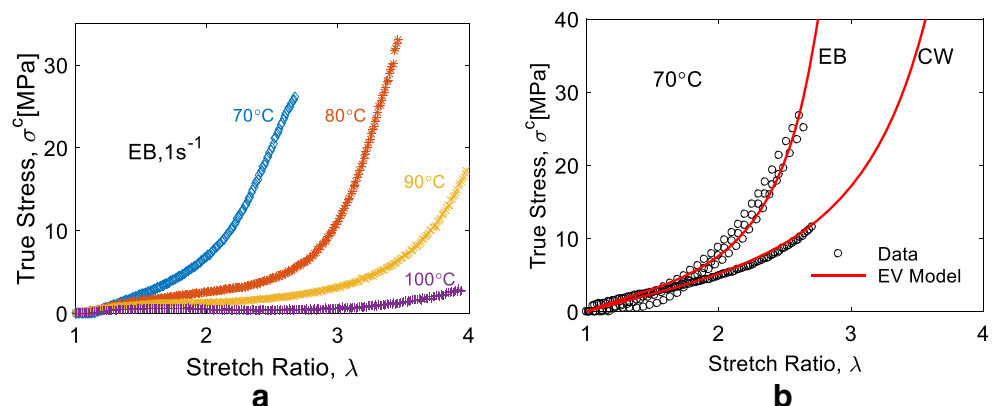 True Stress, σᶜ[MPa]
30
20
10
0
70°C
80°C
EB,1s⁻¹
90°C
100°C
1
2
3
4
Stretch Ratio, λ
a
True Stress, σᶜ[MPa]
40
30
20
10
0
70°C
EB
CW
Data
EV Model
1
2
3
4
Stretch Ratio, λ
b